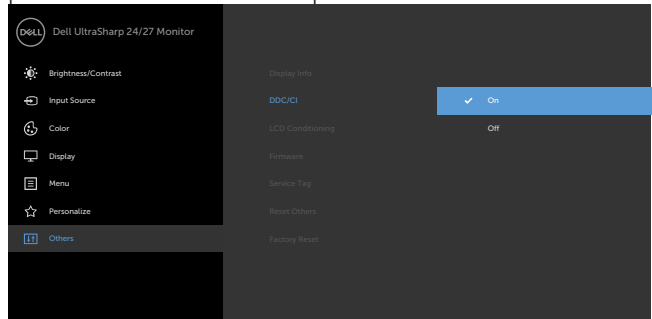 DELL Dell UltraSharp 24/27 Monitor
Brightness/Contrast Display Info
Input Source DDC/CI On
Color LCD Conditioning Off
Display Firmware
Menu Service Tag
Personalize Reset Others
Others Factory Reset